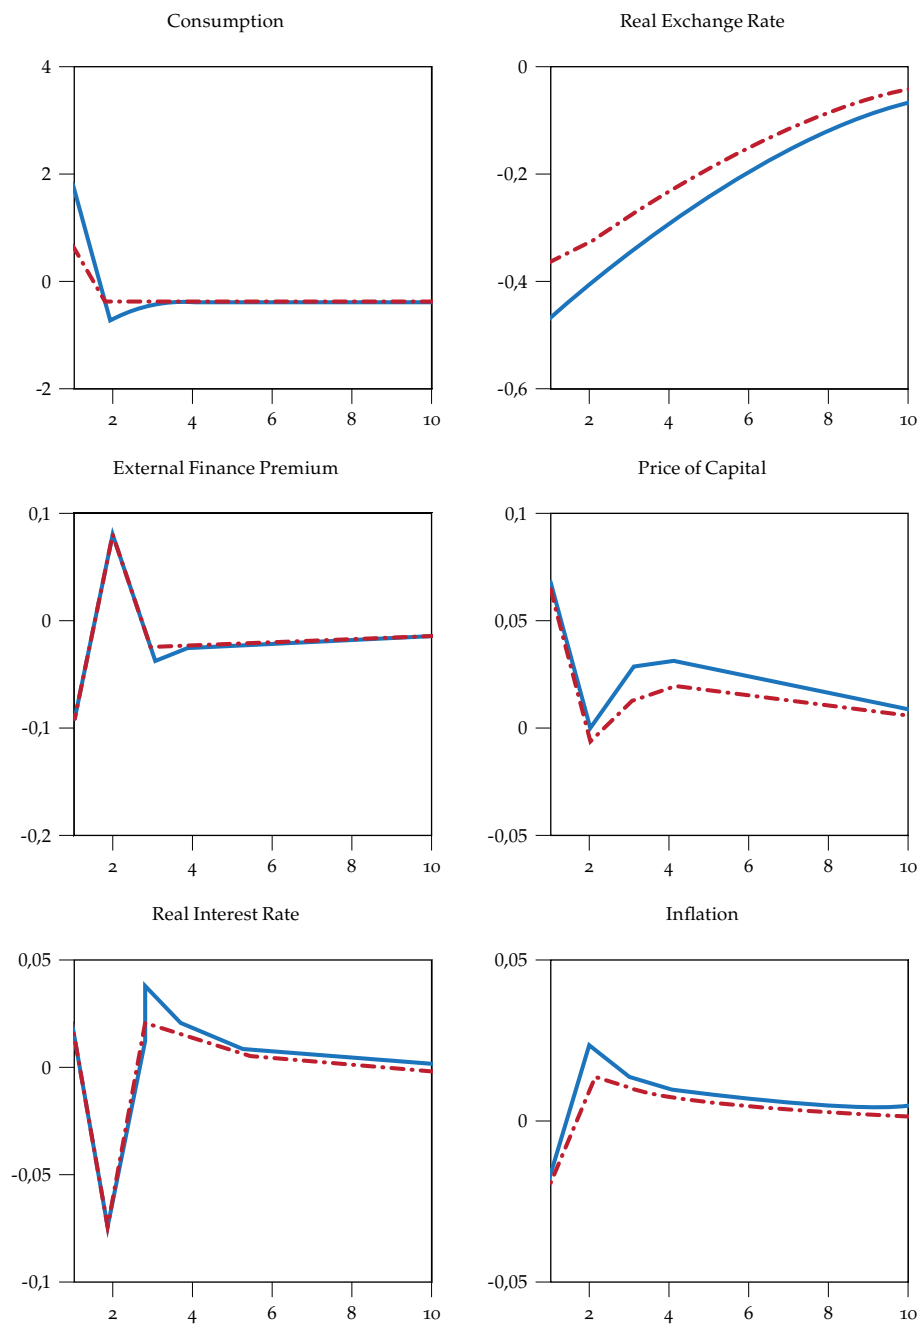 Consumption
4
2
0
-2
2 4 6 8 10
Real Exchange Rate
0
-0,2
-0,4
-0,6
2 4 6 8 10
External Finance Premium
0,1
0
-0,1
-0,2
2 4 6 8 10
Price of Capital
0,1
0,05
0
-0,05
2 4 6 8 10
Real Interest Rate
0,05
0
-0,05
-0,1
2 4 6 8 10
Inflation
0,05
0
-0,05
2 4 6 8 10